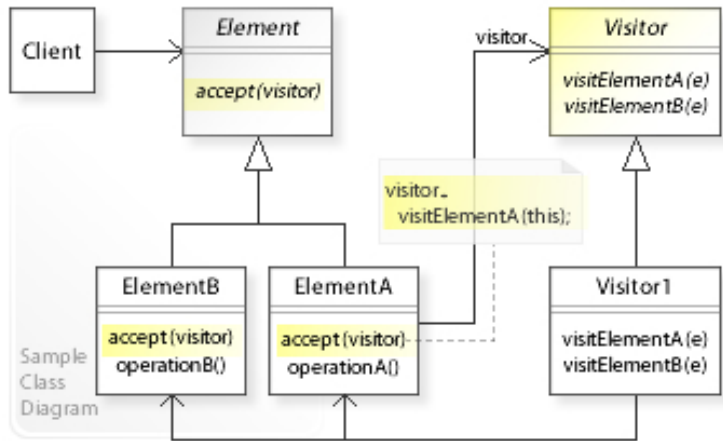 Client
Element
accept(visitor)
visitor
Visitor
visitElementA(e)
visitElementB(e)
visitor.
visitElementA(this);
ElementB
accept(visitor)
operationB()
ElementA
accept(visitor)
operationA()
Visitor1
visitElementA(e)
visitElementB(e)
Sample
Class
Diagram